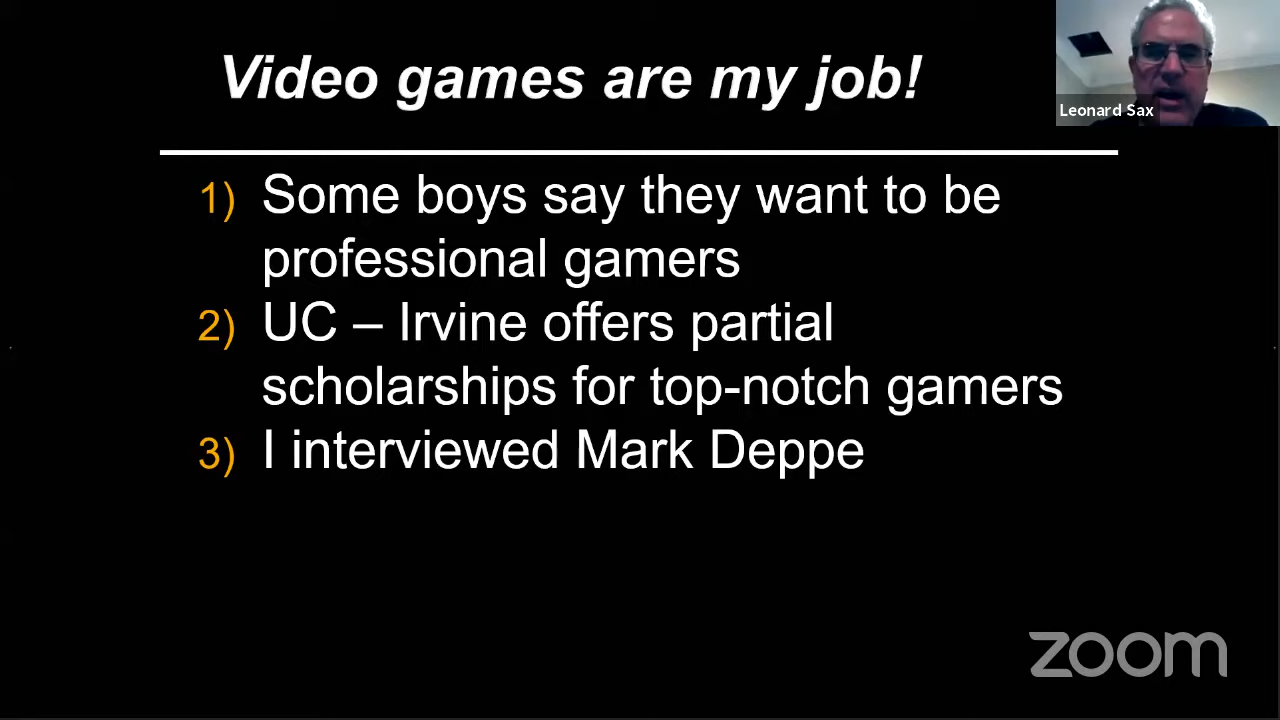 Video games are my job!
Leonard Sax
1) Some boys say they want to be
professional gamers
2) UC – Irvine offers partial
scholarships for top-notch gamers
3) I interviewed Mark Deppe
zoom